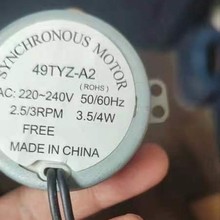 SYNCHRONOUS MOTOR
49TYZ-A2
(ROHS)
AC: 220~240V 50/60Hz
2.5/3RPM 3.5/4W
FREE
MADE IN CHINA